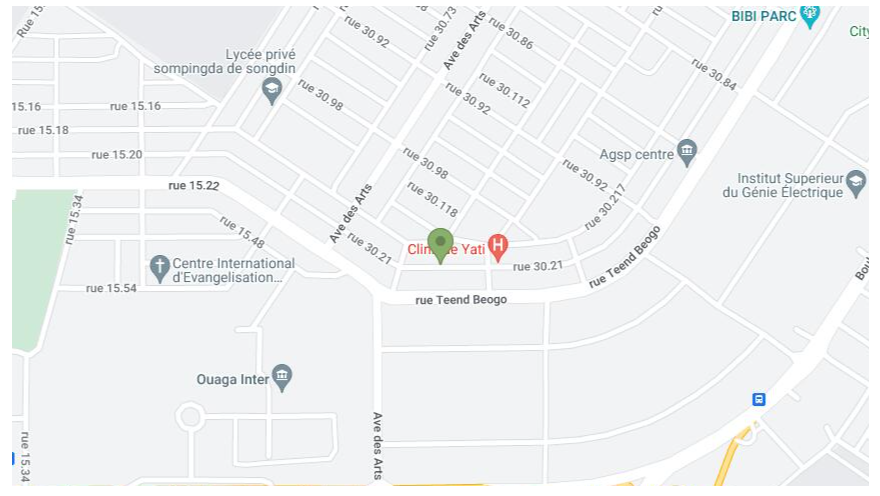 Rue 15.
rue 30.92
rue 30.73
Ave des Arts
rue 30.86
BIBI PARC
City
Lycée privé
sompingda de songdin
rue 30.98
rue 30.92
rue 30.112
rue 30.84
15.16
rue 15.16
rue 15.18
rue 15.20
rue 30.98
rue 30.92
Agsp centre
Institut Superieur
du Génie Électrique
rue 15.22
rue 15.34
rue 15.48
Ave des Arts
rue 30.118
rue 30.217
rue 30.21
Yati
rue 30.21
rue Teend Beogo
Centre International
d'Evangelisation...
rue 15.54
rue Teend Beogo
Bou
Ouaga Inter
Ave des Arts
rue 15.34
H